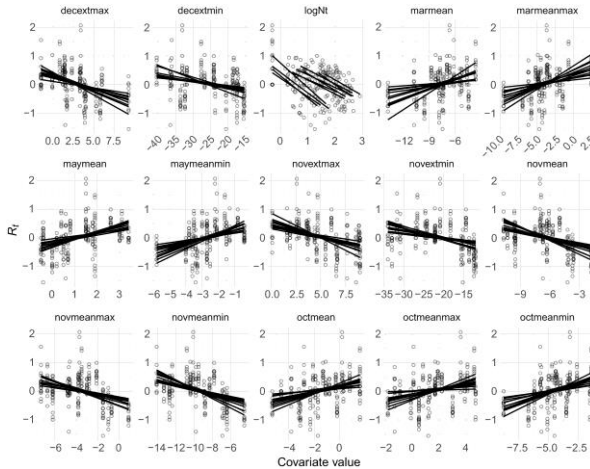 decextmax decextmin logNt marmean marmeanmax
2 1 0 −1
0.0 2.5 5.0 7.5
−40 −35 −30 −25 −20 −15
0 1 2 3
−12 −9 −6
−10.0 −7.5 −5.0 −2.5 0.0 2.5
maymean maymeanmin novextmax novextmin novmean
2 1 0 −1
0 1 2 3
−6 −5 −4 −3 −2 −1
0.0 2.5 5.0 7.5
−35 −30 −25 −20 −15
−9 −6 −3
Rt
novmeanmax novmeanmin octmean octmeanmax octmeanmin
2 1 0 −1
−6 −4 −2 0
−14 −12 −10 −8 −6
−4 −2 0
−2 0 2 4
−7.5 −5.0 −2.5
Covariate value